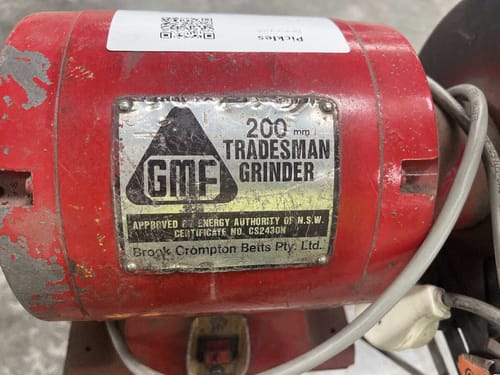 Pickles
GMF
200 mm
TRADESMAN
GRINDER
APPROVED BY ENERGY AUTHORITY OF N.S.W.
CERTIFICATE NO. CS2430N
Brook Crompton Betts Pty. Ltd.